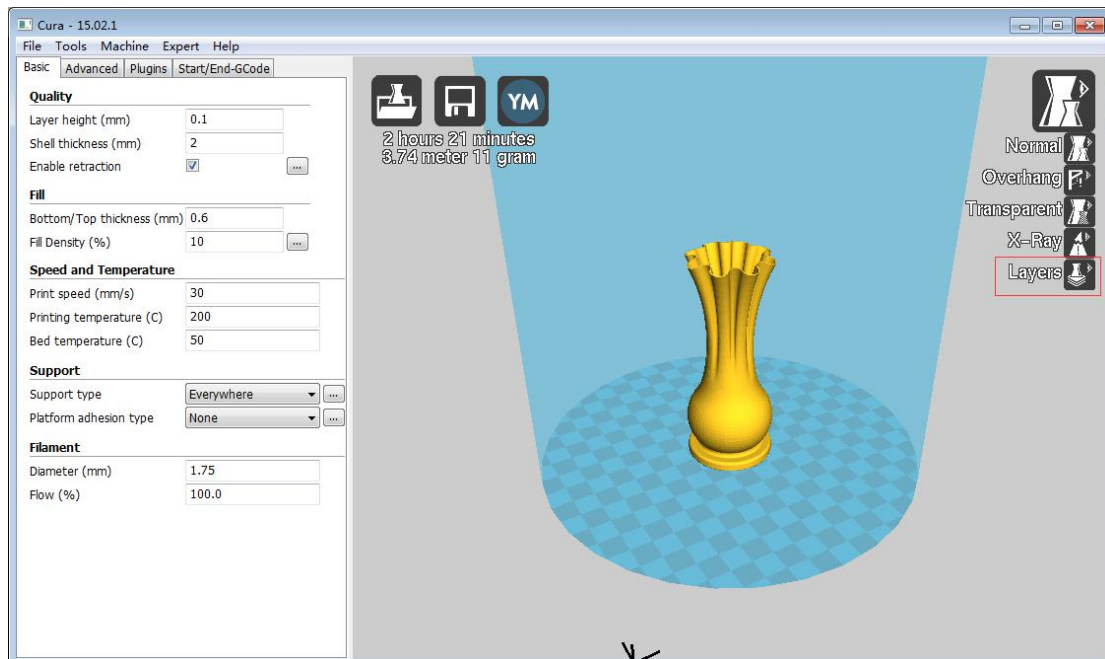 Cura - 15.02.1
File Tools Machine Expert Help
Basic Advanced Plugins Start/End-GCode
Quality
Layer height (mm) 0.1
Shell thickness (mm) 2
Enable retraction ...
Fill
Bottom/Top thickness (mm) 0.6
Fill Density (%) 10 ...
Speed and Temperature
Print speed (mm/s) 30
Printing temperature (C) 200
Bed temperature (C) 50
Support
Support type Everywhere ...
Platform adhesion type None ...
Filament
Diameter (mm) 1.75
Flow (%) 100.0
YM
2 hours 21 minutes
3.74 meter 11 gram
Normal
Overhang
Transparent
X-Ray
Layers